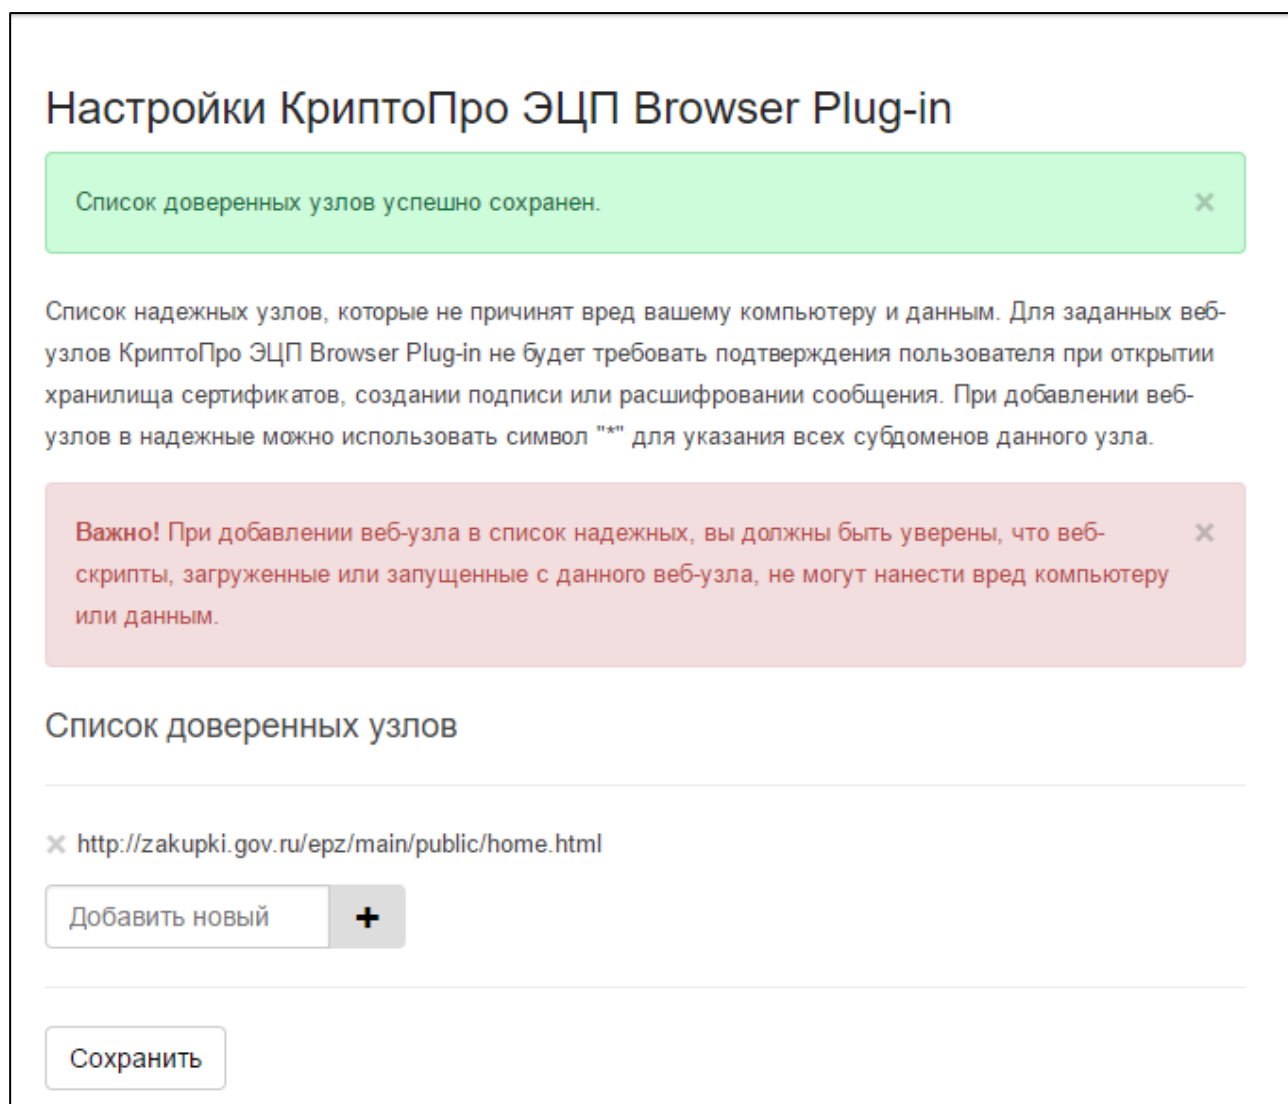 Настройки КриптоПро ЭЦП Browser Plug-in
Список доверенных узлов успешно сохранен.
Список надежных узлов, которые не причинят вред вашему компьютеру и данным. Для заданных веб-
узлов КриптоПро ЭЦП Browser Plug-in не будет требовать подтверждения пользователя при открытии
хранилища сертификатов, создании подписи или расшифровании сообщения. При добавлении веб-
узлов в надежные можно использовать символ "*" для указания всех субдоменов данного узла.
Важно! При добавлении веб-узла в список надежных, вы должны быть уверены, что веб-
скрипты, загруженные или запущенные с данного веб-узла, не могут нанести вред компьютеру
или данным.
Список доверенных узлов
http://zakupki.gov.ru/epz/main/public/home.html
Добавить новый
Сохранить